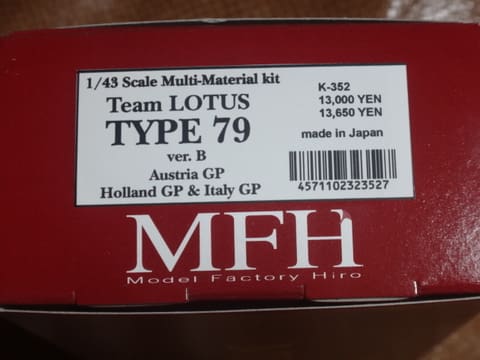 1/43 Scale Multi-Material kit
Team LOTUS
TYPE 79
ver. B
Austria GP
Holland GP & Italy GP
K-352
13,000 YEN
13,650 YEN
made in Japan
4571102323527
MFH
Model Factory Hiro